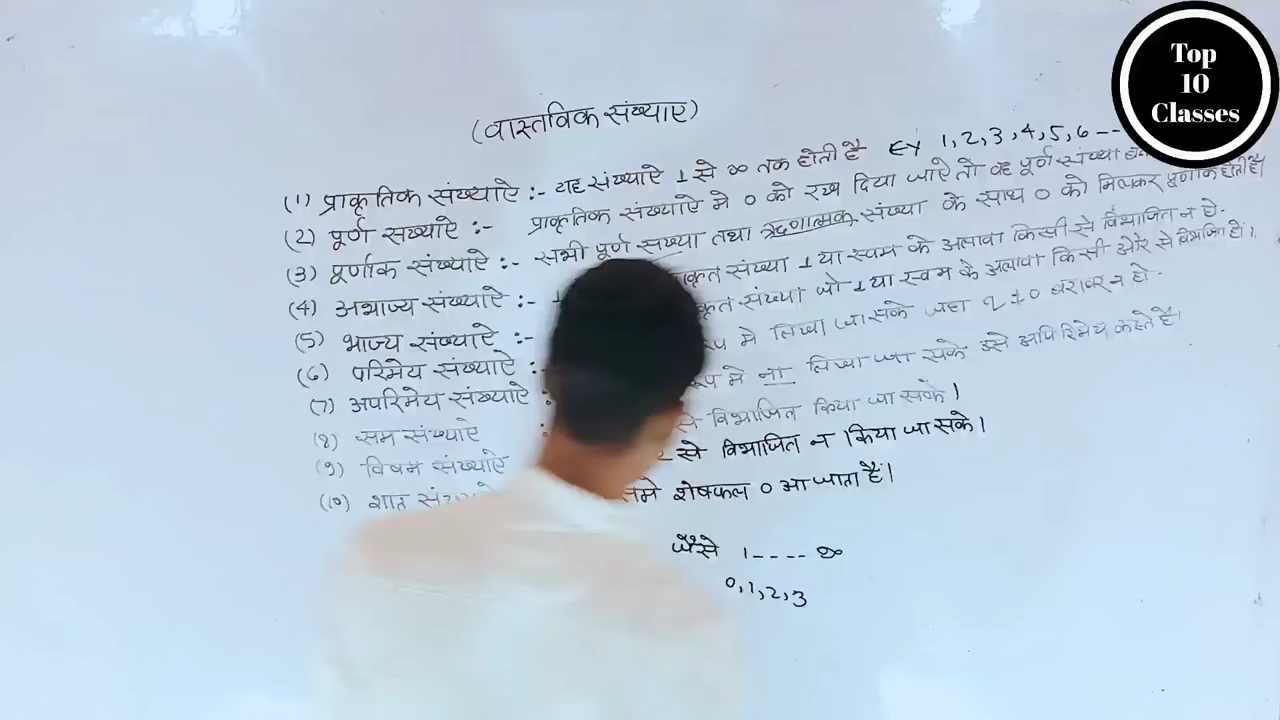 Top
10
Classes
(वास्तविक संख्याए)
(1) प्राकृतिक संख्याऐ :- यह संख्याऐ 1 से ∞ तक होती है Ex 1,2,3,4,5,6 --
(2) पूर्ण सख्याऐ :- प्राकृतिक संख्याऐ मे 0 को रख दिया जाऐ तो वह पूर्ण संख्या
(3) पूर्णाक संख्याऐ :- सभी पूर्ण सख्या तथा ऋणात्मक संख्या के साथ 0 को मिलाकर पूर्णाक होती है।
(4) अभाज्य संख्याऐ :- संख्या 1 या स्वम के अलावा किसी से विभाजित न हो.
(5) भाज्य संख्याऐ :- संख्या जो 1 या स्वम के अलावा किसी और से विभाजित हो।
(6) परिमेय संख्याऐ : रूप मे लिखा जा सके जहा q ≠ 0 बराबर न हो.
(7) अपरिमेय संख्याऐ : रूप मे ना लिखा जा सके उसे अपरिमेय कहते है।
(8) सम संख्याऐ : से विभाजित किया जा सके।
(9) विषम संख्याऐ 2 से विभाजित न किया जा सके।
(10) शेषफल 0 आ जाता है।
जैसे 1---- ∞
0,1,2,3